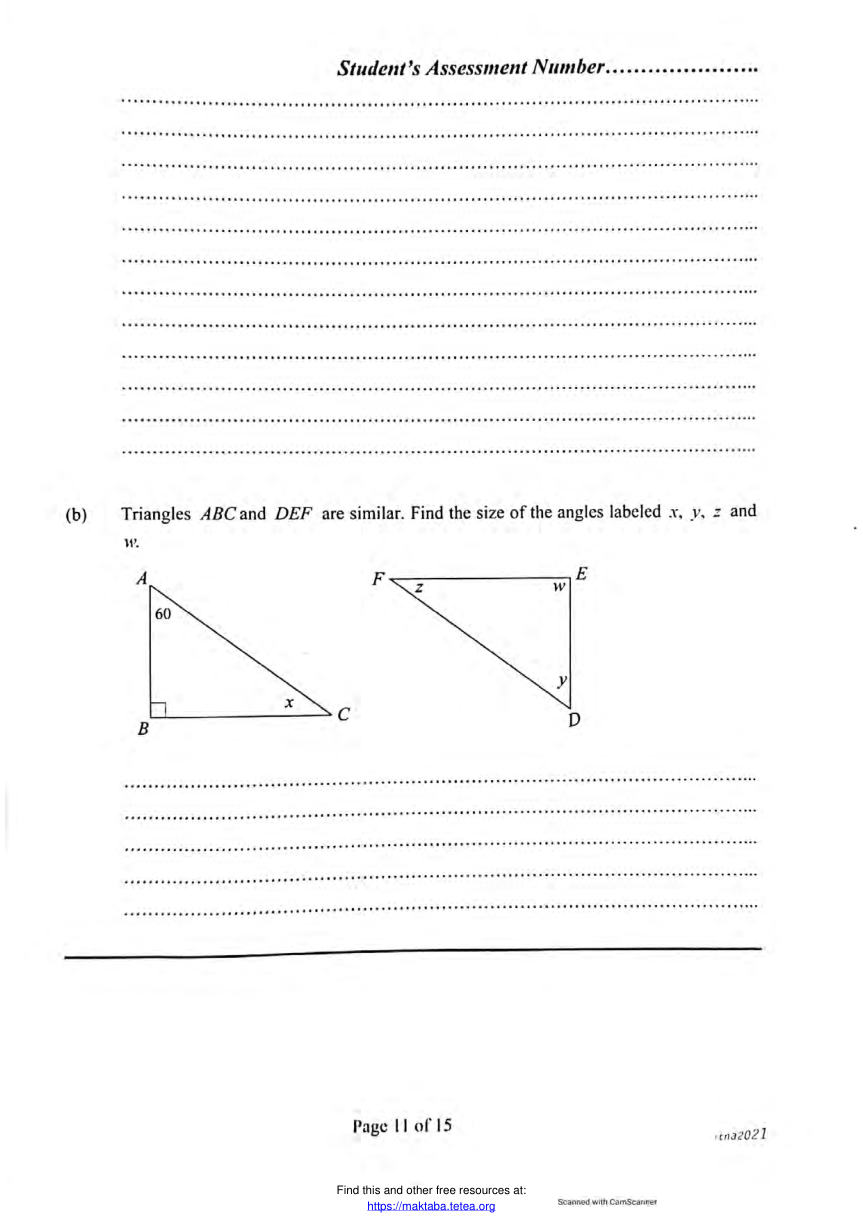 Student's Assessment Number.......................
(b) Triangles ABC and DEF are similar. Find the size of the angles labeled x, y, z and
w.
A
60
x
B
C
F
z
w
E
y
D
Page 11 of 15
tna2021
Find this and other free resources at:
https://maktaba.tetea.org
Scanned with CamScanner